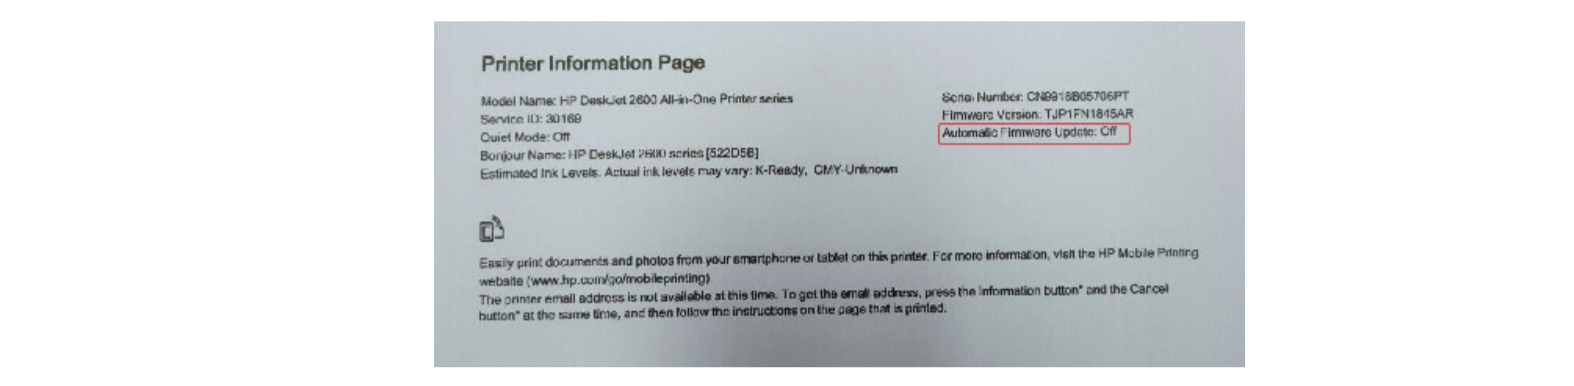 Printer Information Page
Model Name: HP DeskJet 2600 All-in-One Printer series
Service ID: 30169
Quiet Mode: Off
Bonjour Name: HP DeskJet 2600 series [522D5B]
Estimated Ink Levels. Actual ink levels may vary: K-Ready, CMY-Unknown
Serial Number: CN9918B05706PT
Firmware Version: TJP1FN1845AR
Automatic Firmware Update: Off
Easily print documents and photos from your smartphone or tablet on this printer. For more information, visit the HP Mobile Printing
website (www.hp.com/go/mobileprinting)
The printer email address is not available at this time. To get the email address, press the Information button* and the Cancel
button* at the same time, and then follow the instructions on the page that is printed.